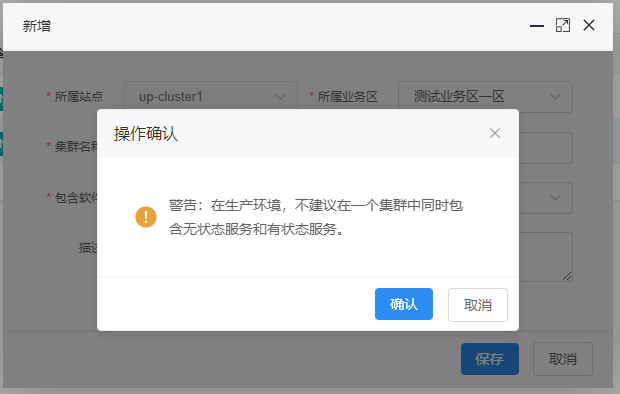 新增
* 所属站点
up-cluster1
* 所属业务区
测试业务区一区
操作确认
* 集群名称
* 包含软件
警告：在生产环境，不建议在一个集群中同时包
含无状态服务和有状态服务。
描述
确认
取消
保存
取消